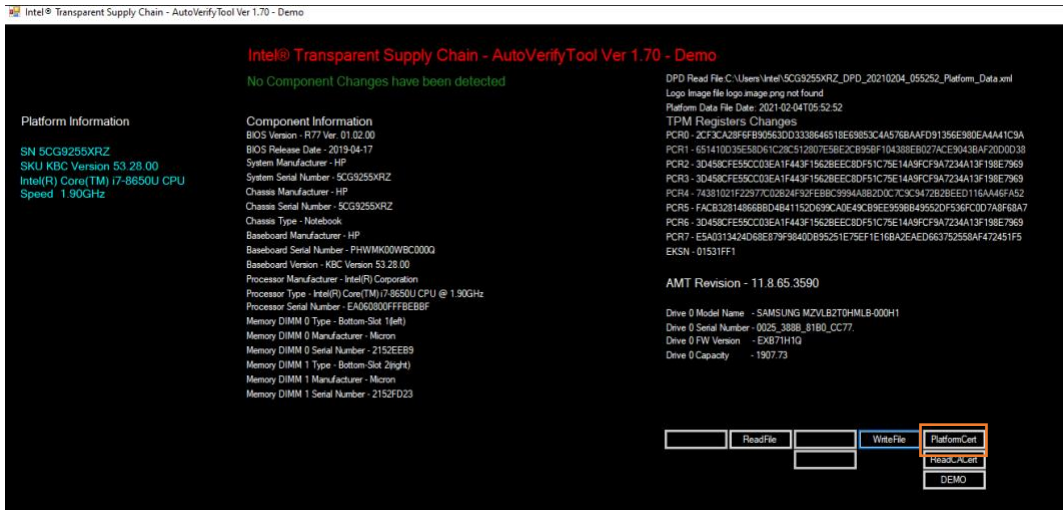 Intel® Transparent Supply Chain - AutoVerifyTool Ver 1.70 - Demo
Intel® Transparent Supply Chain - AutoVerifyTool Ver 1.70 - Demo
No Component Changes have been detected
Platform Information
SN 5CG9255XRZ
SKU KBC Version 53.28.00
Intel(R) Core(TM) i7-8650U CPU
Speed 1.90GHz
Component Information
BIOS Version - R77 Ver. 01.02.00
BIOS Release Date - 2019-04-17
System Manufacturer - HP
System Serial Number - 5CG9255XRZ
Chassis Manufacturer - HP
Chassis Serial Number - 5CG9255XRZ
Chassis Type - Notebook
Baseboard Manufacturer - HP
Baseboard Serial Number - PHWMK00WBC000Q
Baseboard Version - KBC Version 53.28.00
Processor Manufacturer - Intel(R) Corporation
Processor Type - Intel(R) Core(TM) i7-8650U CPU @ 1.90GHz
Processor Serial Number - EA060800FFFBEBBF
Memory DIMM 0 Type - Bottom-Slot 1(left)
Memory DIMM 0 Manufacturer - Micron
Memory DIMM 0 Serial Number - 2152EEB9
Memory DIMM 1 Type - Bottom-Slot 2(right)
Memory DIMM 1 Manufacturer - Micron
Memory DIMM 1 Serial Number - 2152FD23
DPD Read File:C:\Users\Intel\5CG9255XRZ_DPD_20210204_055252_Platform_Data.xml
Logo Image file logo.image.png not found
Platform Data File Date: 2021-02-04T05:52:52
TPM Registers Changes
PCR0 - 2CF3CA28F6FB90563DD3338646518E69853C4A576BAAFD91356E980EA4A41C9A
PCR1 - 651410D35E58D61C28C512807E5BE2CB95BF104388EB027ACE9043BAF20D0D38
PCR2 - 3D458CFE55CC03EA1F443F1562BEEC8DF51C75E14A9FCF9A7234A13F198E7969
PCR3 - 3D458CFE55CC03EA1F443F1562BEEC8DF51C75E14A9FCF9A7234A13F198E7969
PCR4 - 74381021F22977C02B24F92FEBBC9994A8B2D0C7C9C9472B2BEED116AA46FA52
PCR5 - FACB32814866BBD4B41152D699CA0E49CB9EE959BB49552DF536FC0D7A8F68A7
PCR6 - 3D458CFE55CC03EA1F443F1562BEEC8DF51C75E14A9FCF9A7234A13F198E7969
PCR7 - E5A0313424D68E879F9840DB95251E75EF1E16BA2EAED663752558AF472451F5
EKSN - 01531FF1
AMT Revision - 11.8.65.3590
Drive 0 Model Name - SAMSUNG MZVLB2T0HMLB-000H1
Drive 0 Serial Number - 0025_388B_81B0_CC77.
Drive 0 FW Version - EXB71H1Q
Drive 0 Capacity - 1907.73
ReadFile WriteFile PlatformCert
ReadCACert
DEMO